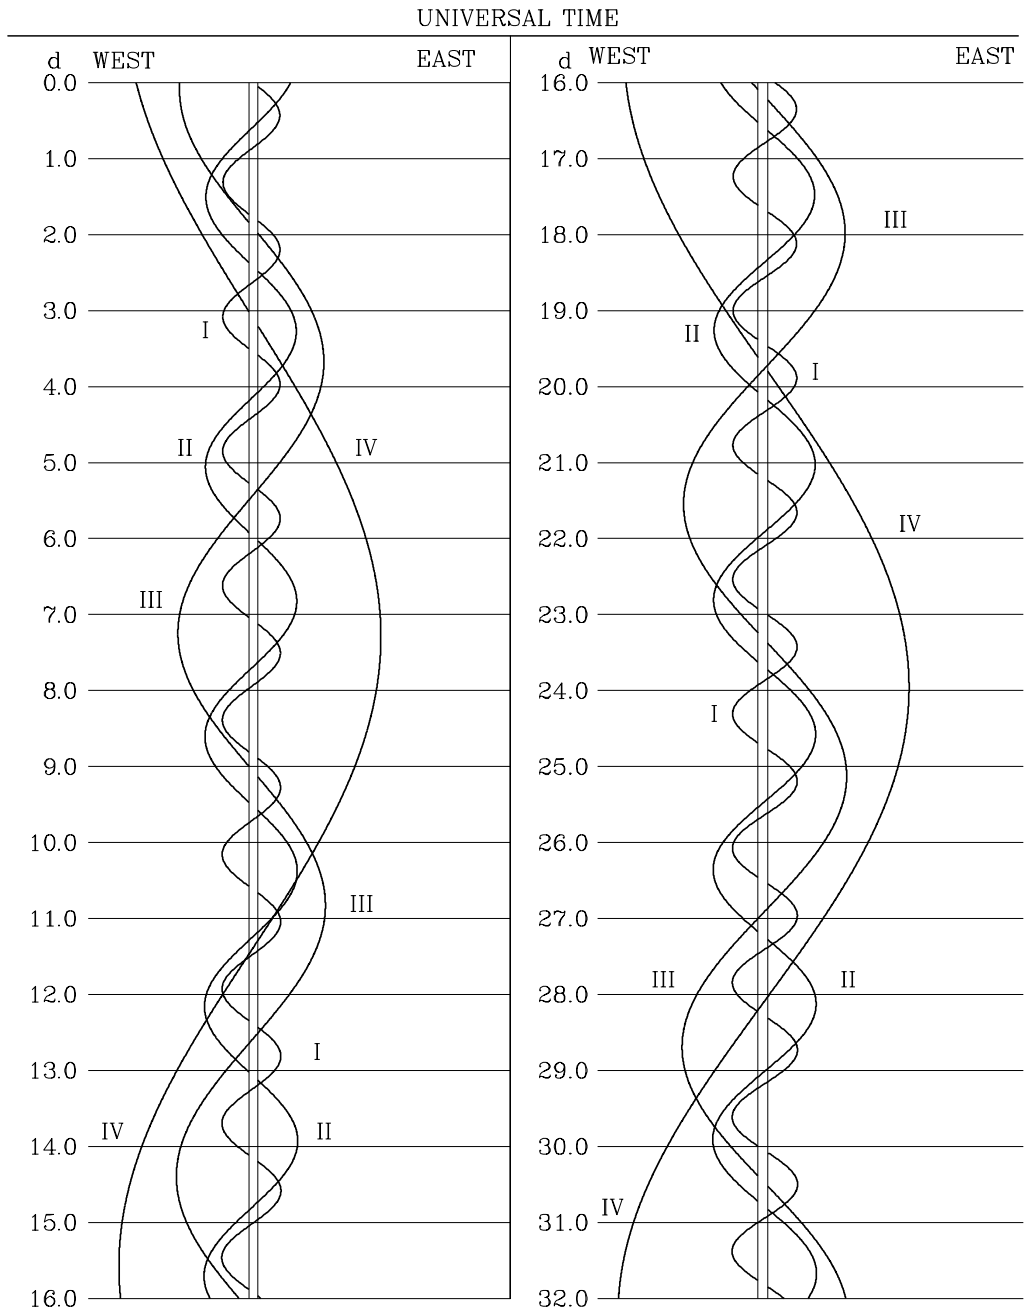 UNIVERSAL TIME
d WEST EAST
0.0
1.0
2.0
3.0
I
4.0
II IV
5.0
6.0
III
7.0
8.0
9.0
10.0
III
11.0
12.0
I
13.0
IV II
14.0
15.0
16.0
d WEST EAST
16.0
17.0
III
18.0
19.0
II
I
20.0
21.0
IV
22.0
23.0
24.0
I
25.0
26.0
27.0
III II
28.0
29.0
30.0
IV
31.0
32.0